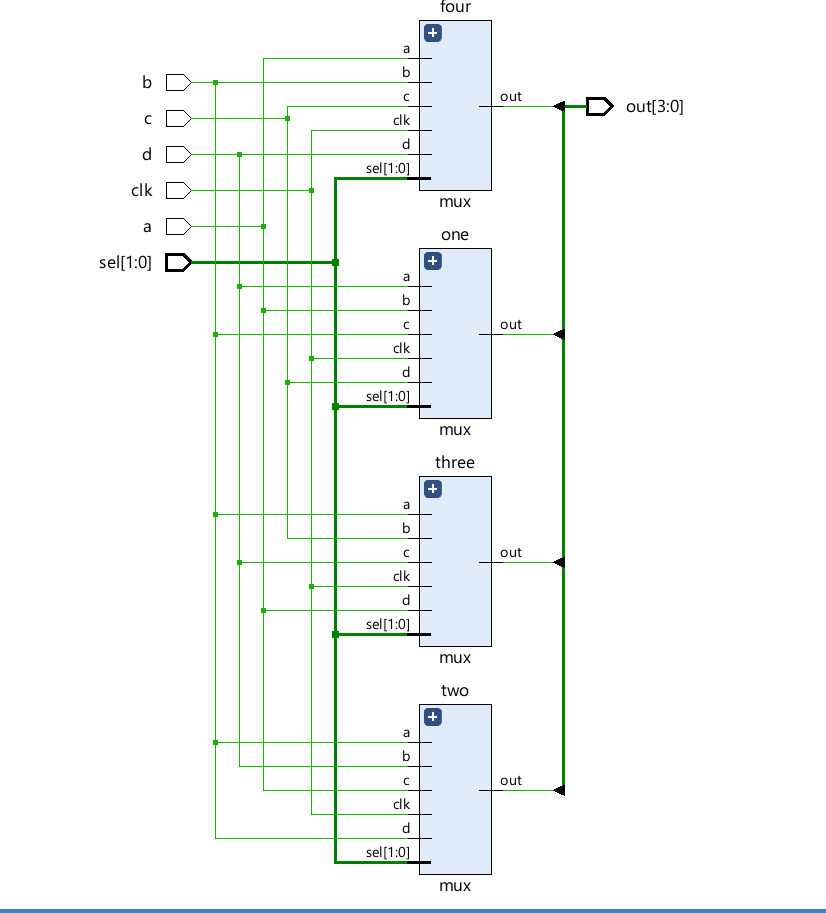 four
b
c
d
clk
a
sel[1:0]
a
b
c
clk
d
sel[1:0]
out
out[3:0]
mux
one
a
b
c
clk
d
sel[1:0]
out
mux
three
a
b
c
clk
d
sel[1:0]
out
mux
two
a
b
c
clk
d
sel[1:0]
out
mux